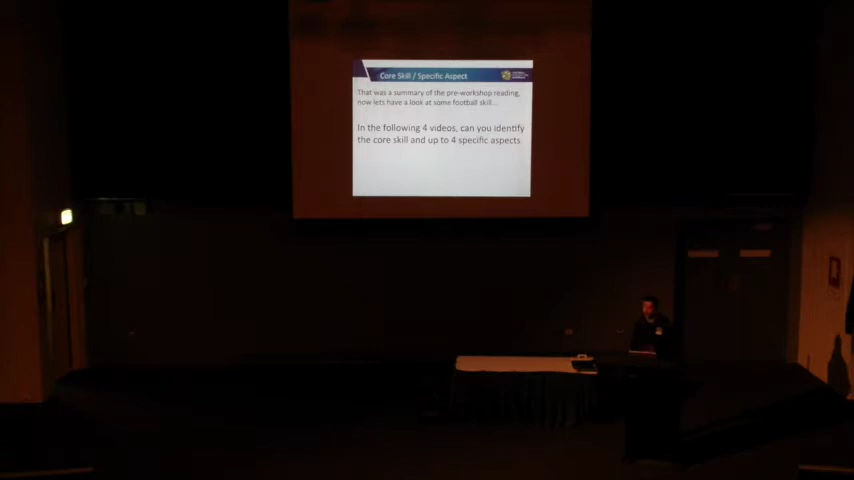 Core Skill / Specific Aspect
That was a summary of the pre-workshop reading,
now lets have a look at some football skill...
In the following 4 videos, can you identify
the core skill and up to 4 specific aspects